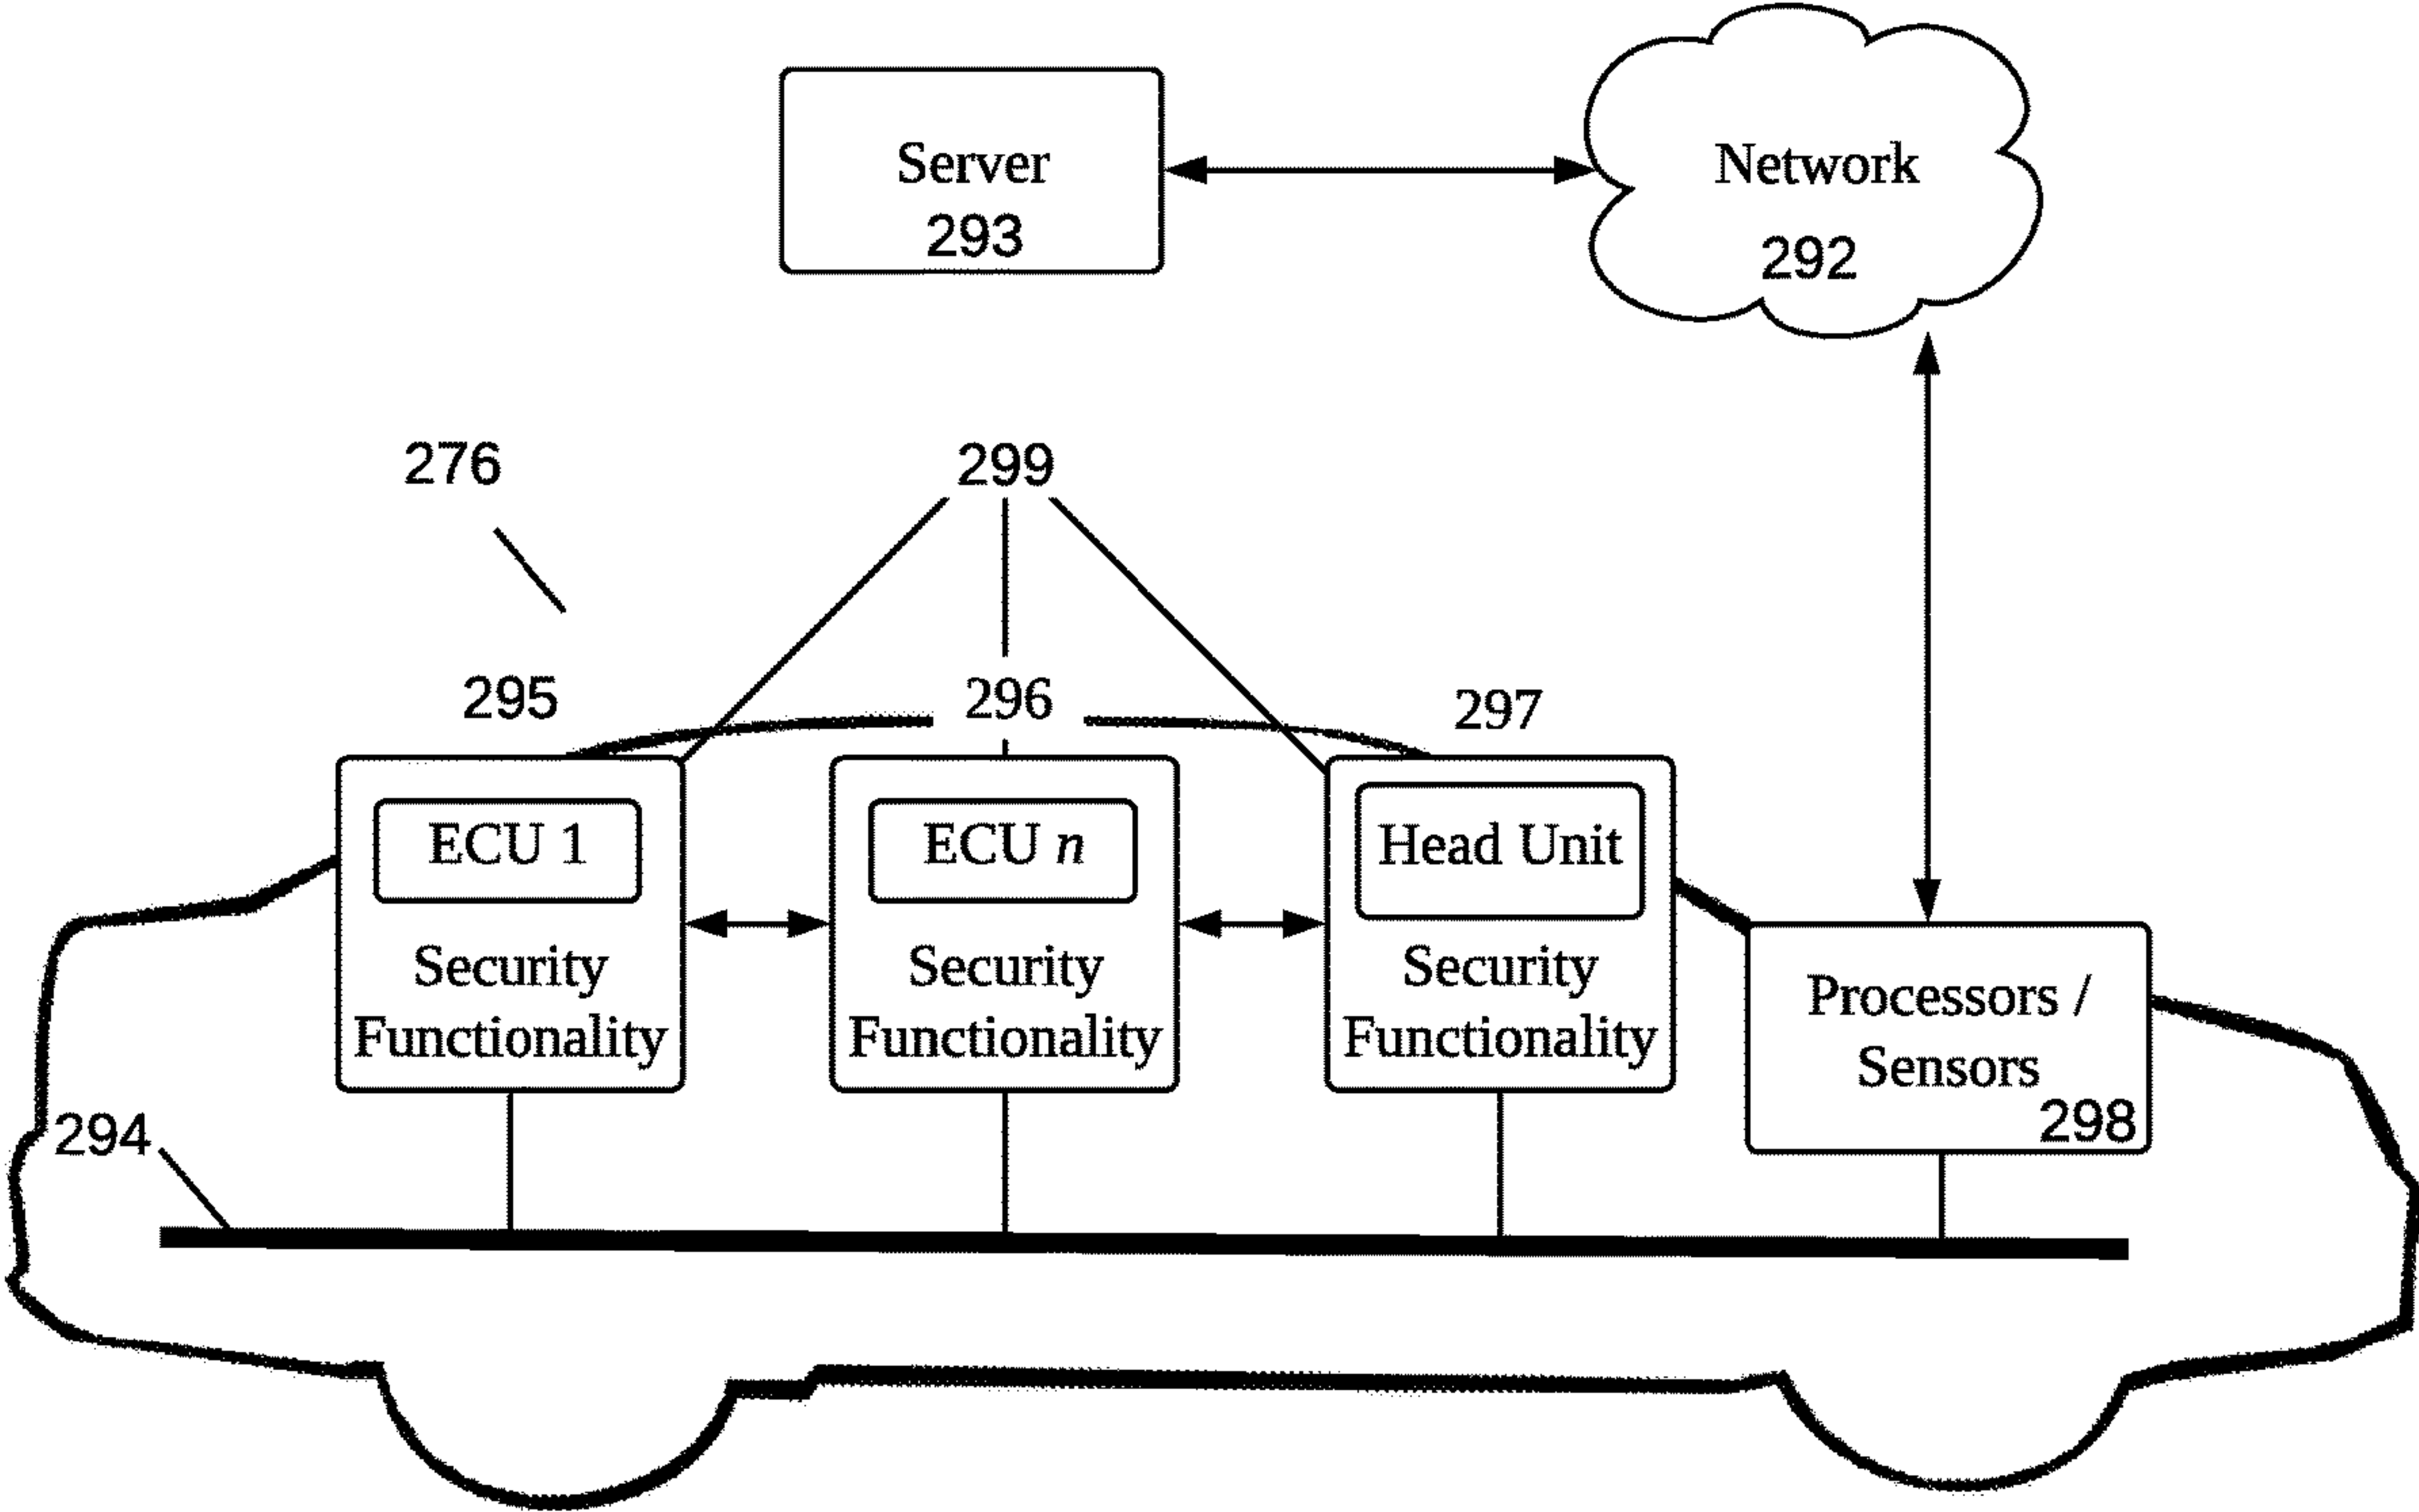 Server
293
Network
292
276
299
295
296
297
ECU 1
Security
Functionality
ECU n
Security
Functionality
Head Unit
Security
Functionality
Processors /
Sensors
298
294